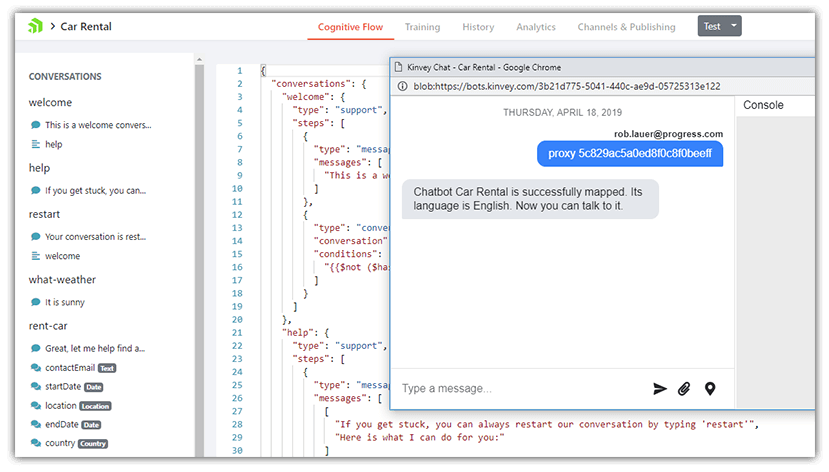 Car Rental
Cognitive Flow
Training
History
Analytics
Channels & Publishing
Test
CONVERSATIONS
welcome
This is a welcome convers...
help
help
If you get stuck, you can...
restart
Your conversation is rest...
welcome
what-weather
It is sunny
rent-car
Great, let me help find a...
contactEmail Text
startDate Date
location Location
endDate Date
country Country
1 {
2 "conversations": {
3 "welcome": {
4 "type": "support",
5 "steps": [
6 {
7 "type": "messag
8 "messages": [
9 "This is a we
10 ]
11 },
12 {
13 "type": "conver
14 "conversation"
15 "conditions":
16 "{{$not ($has
17 ]
18 }
19 ]
20 },
21 "help": {
22 "type": "support",
23 "steps": [
24 {
25 "type": "messag
26 "messages": [
27 [
28 "If you get stuck, you can always restart our conversation by typing 'restart'",
29 "Here is what I can do for you:"
30 ]
Kinvey Chat - Car Rental - Google Chrome
blob:https://bots.kinvey.com/3b21d775-5041-440c-ae9d-05725313e122
THURSDAY, APRIL 18, 2019
rob.lauer@progress.com
proxy 5c829ac5a0ed8f0c8f0beeff
Chatbot Car Rental is successfully mapped. Its
language is English. Now you can talk to it.
Type a message...
Console